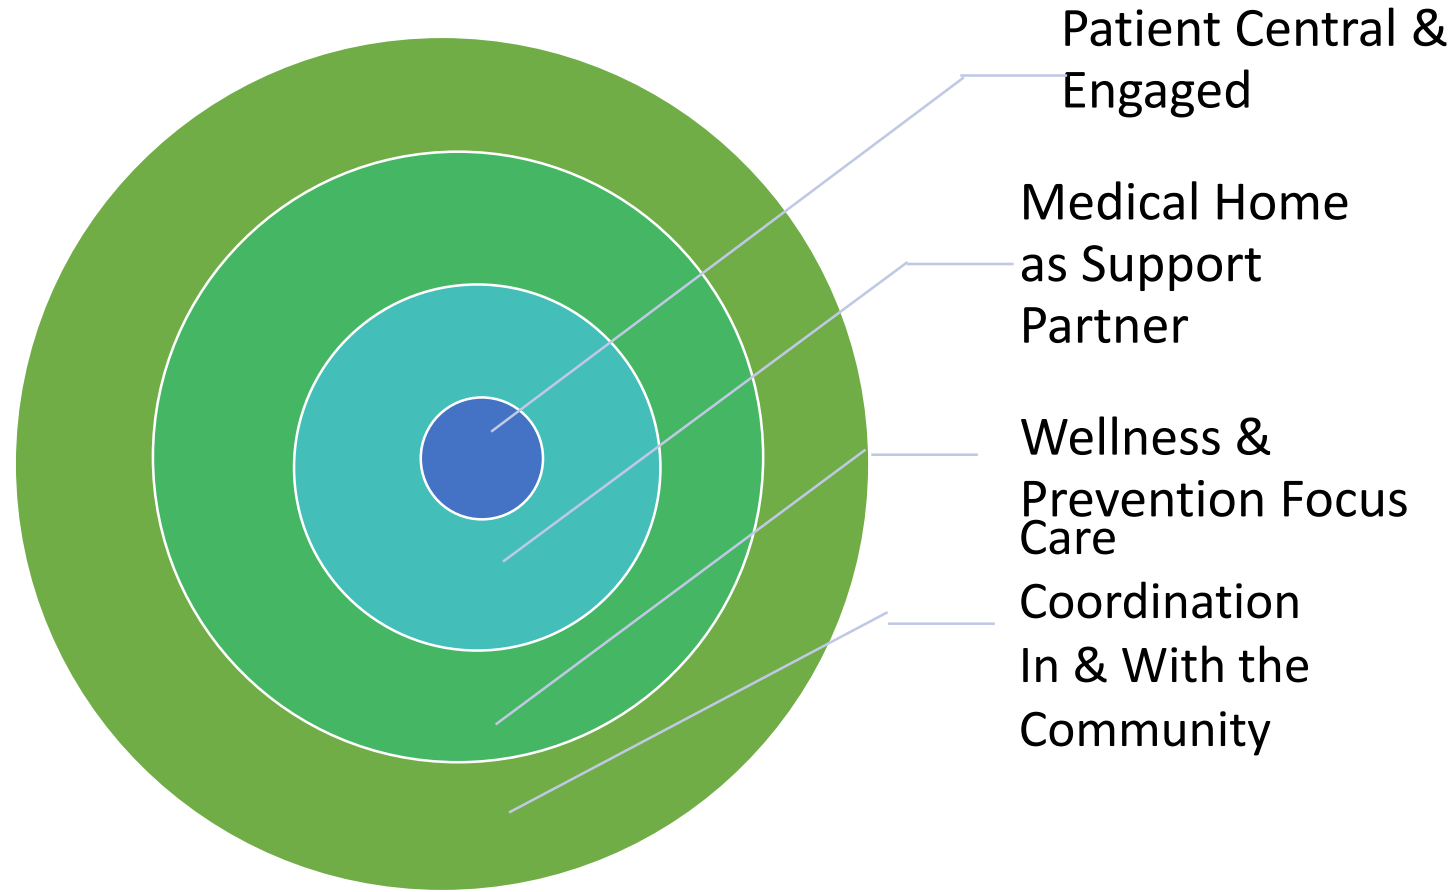 Patient Central &
Engaged
Medical Home
as Support
Partner
Wellness &
Prevention Focus
Care
Coordination
In & With the
Community